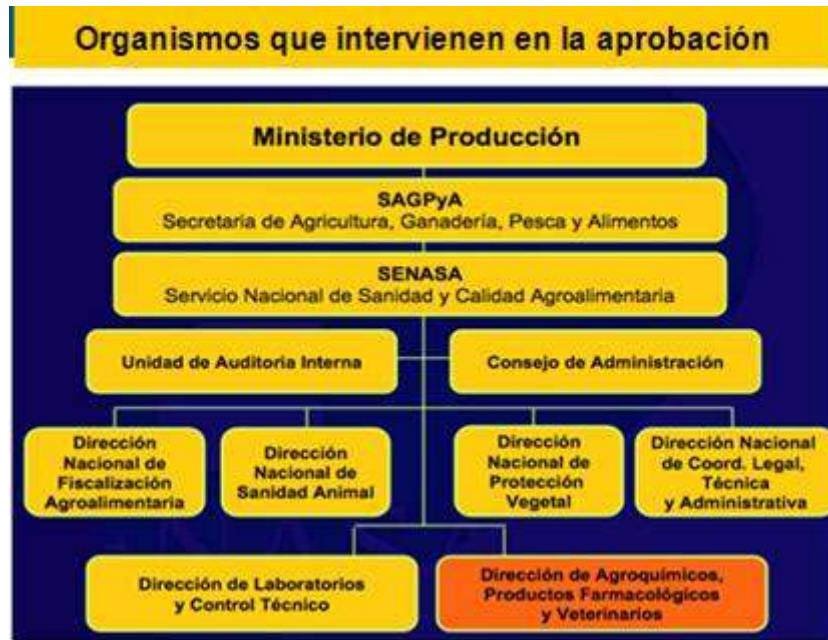 Organismos que intervienen en la aprobación
Ministerio de Producción
SAGPyA
Secretaria de Agricultura, Ganadería, Pesca y Alimentos
SENASA
Servicio Nacional de Sanidad y Calidad Agroalimentaria
Unidad de Auditoria Interna
Consejo de Administración
Dirección
Nacional de
Fiscalización
Agroalimentaria
Dirección
Nacional de
Sanidad Animal
Dirección
Nacional de
Protección
Vegetal
Dirección Nacional
de Coord. Legal,
Técnica
y Administrativa
Dirección de Laboratorios
y Control Técnico
Dirección de Agroquímicos,
Productos Farmacológicos
y Veterinarios